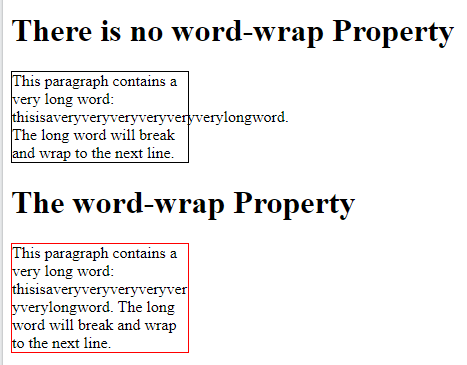 There is no word-wrap Property
This paragraph contains a
very long word:
thisisaveryveryveryveryveryverylongword.
The long word will break
and wrap to the next line.
The word-wrap Property
This paragraph contains a
very long word:
thisisaveryveryveryveryver
yverylongword. The long
word will break and wrap
to the next line.